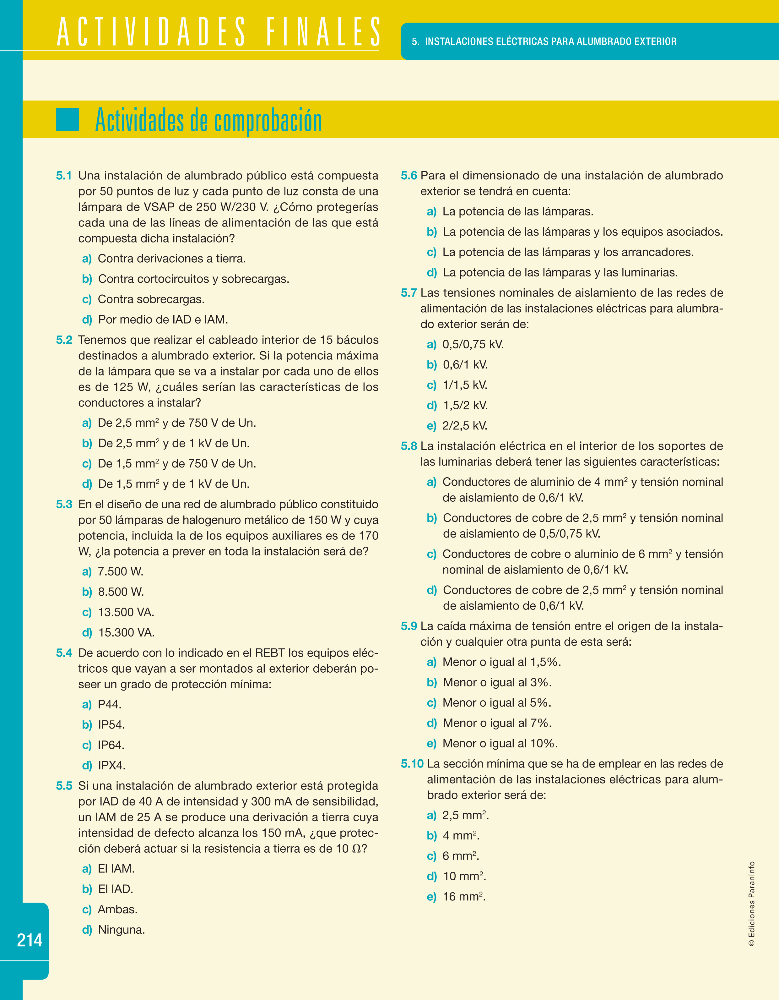 ACTIVIDADES FINALES
5. INSTALACIONES ELÉCTRICAS PARA ALUMBRADO EXTERIOR
Actividades de comprobación
5.1 Una instalación de alumbrado público está compuesta
por 50 puntos de luz y cada punto de luz consta de una
lámpara de VSAP de 250 W/230 V. ¿Cómo protegerías
cada una de las líneas de alimentación de las que está
compuesta dicha instalación?
a) Contra derivaciones a tierra.
b) Contra cortocircuitos y sobrecargas.
c) Contra sobrecargas.
d) Por medio de IAD e IAM.
5.2 Tenemos que realizar el cableado interior de 15 báculos
destinados a alumbrado exterior. Si la potencia máxima
de la lámpara que se va a instalar por cada uno de ellos
es de 125 W, ¿cuáles serían las características de los
conductores a instalar?
a) De 2,5 mm² y de 750 V de Un.
b) De 2,5 mm² y de 1 kV de Un.
c) De 1,5 mm² y de 750 V de Un.
d) De 1,5 mm² y de 1 kV de Un.
5.3 En el diseño de una red de alumbrado público constituido
por 50 lámparas de halogenuro metálico de 150 W y cuya
potencia, incluida la de los equipos auxiliares es de 170
W, ¿la potencia a prever en toda la instalación será de?
a) 7.500 W.
b) 8.500 W.
c) 13.500 VA.
d) 15.300 VA.
5.4 De acuerdo con lo indicado en el REBT los equipos eléc-
tricos que vayan a ser montados al exterior deberán po-
seer un grado de protección mínima:
a) P44.
b) IP54.
c) IP64.
d) IPX4.
5.5 Si una instalación de alumbrado exterior está protegida
por IAD de 40 A de intensidad y 300 mA de sensibilidad,
un IAM de 25 A se produce una derivación a tierra cuya
intensidad de defecto alcanza los 150 mA, ¿que protec-
ción deberá actuar si la resistencia a tierra es de 10 Ω?
a) El IAM.
b) El IAD.
c) Ambas.
d) Ninguna.
5.6 Para el dimensionado de una instalación de alumbrado
exterior se tendrá en cuenta:
a) La potencia de las lámparas.
b) La potencia de las lámparas y los equipos asociados.
c) La potencia de las lámparas y los arrancadores.
d) La potencia de las lámparas y las luminarias.
5.7 Las tensiones nominales de aislamiento de las redes de
alimentación de las instalaciones eléctricas para alumbra-
do exterior serán de:
a) 0,5/0,75 kV.
b) 0,6/1 kV.
c) 1/1,5 kV.
d) 1,5/2 kV.
e) 2/2,5 kV.
5.8 La instalación eléctrica en el interior de los soportes de
las luminarias deberá tener las siguientes características:
a) Conductores de aluminio de 4 mm² y tensión nominal
de aislamiento de 0,6/1 kV.
b) Conductores de cobre de 2,5 mm² y tensión nominal
de aislamiento de 0,5/0,75 kV.
c) Conductores de cobre o aluminio de 6 mm² y tensión
nominal de aislamiento de 0,6/1 kV.
d) Conductores de cobre de 2,5 mm² y tensión nominal
de aislamiento de 0,6/1 kV.
5.9 La caída máxima de tensión entre el origen de la instala-
ción y cualquier otra punta de esta será:
a) Menor o igual al 1,5%.
b) Menor o igual al 3%.
c) Menor o igual al 5%.
d) Menor o igual al 7%.
e) Menor o igual al 10%.
5.10 La sección mínima que se ha de emplear en las redes de
alimentación de las instalaciones eléctricas para alum-
brado exterior será de:
a) 2,5 mm².
b) 4 mm².
c) 6 mm².
d) 10 mm².
e) 16 mm².
© Ediciones Paraninfo
214